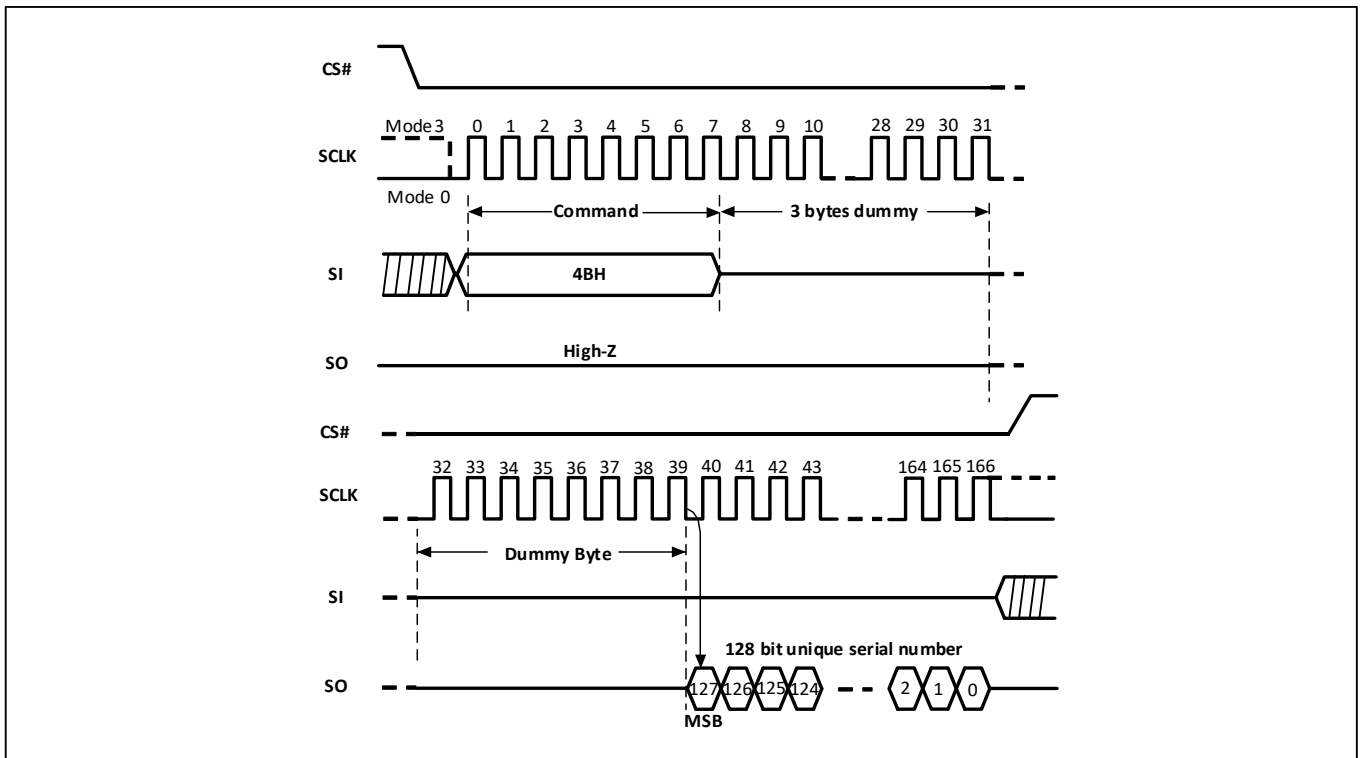 CS#
Mode 3 0 1 2 3 4 5 6 7 8 9 10 28 29 30 31
SCLK
Mode 0
Command 3 bytes dummy
SI 4BH
High-Z
SO
CS#
32 33 34 35 36 37 38 39 40 41 42 43 164 165 166
SCLK
Dummy Byte
SI
128 bit unique serial number
SO 127 126 125 124 2 1 0
MSB